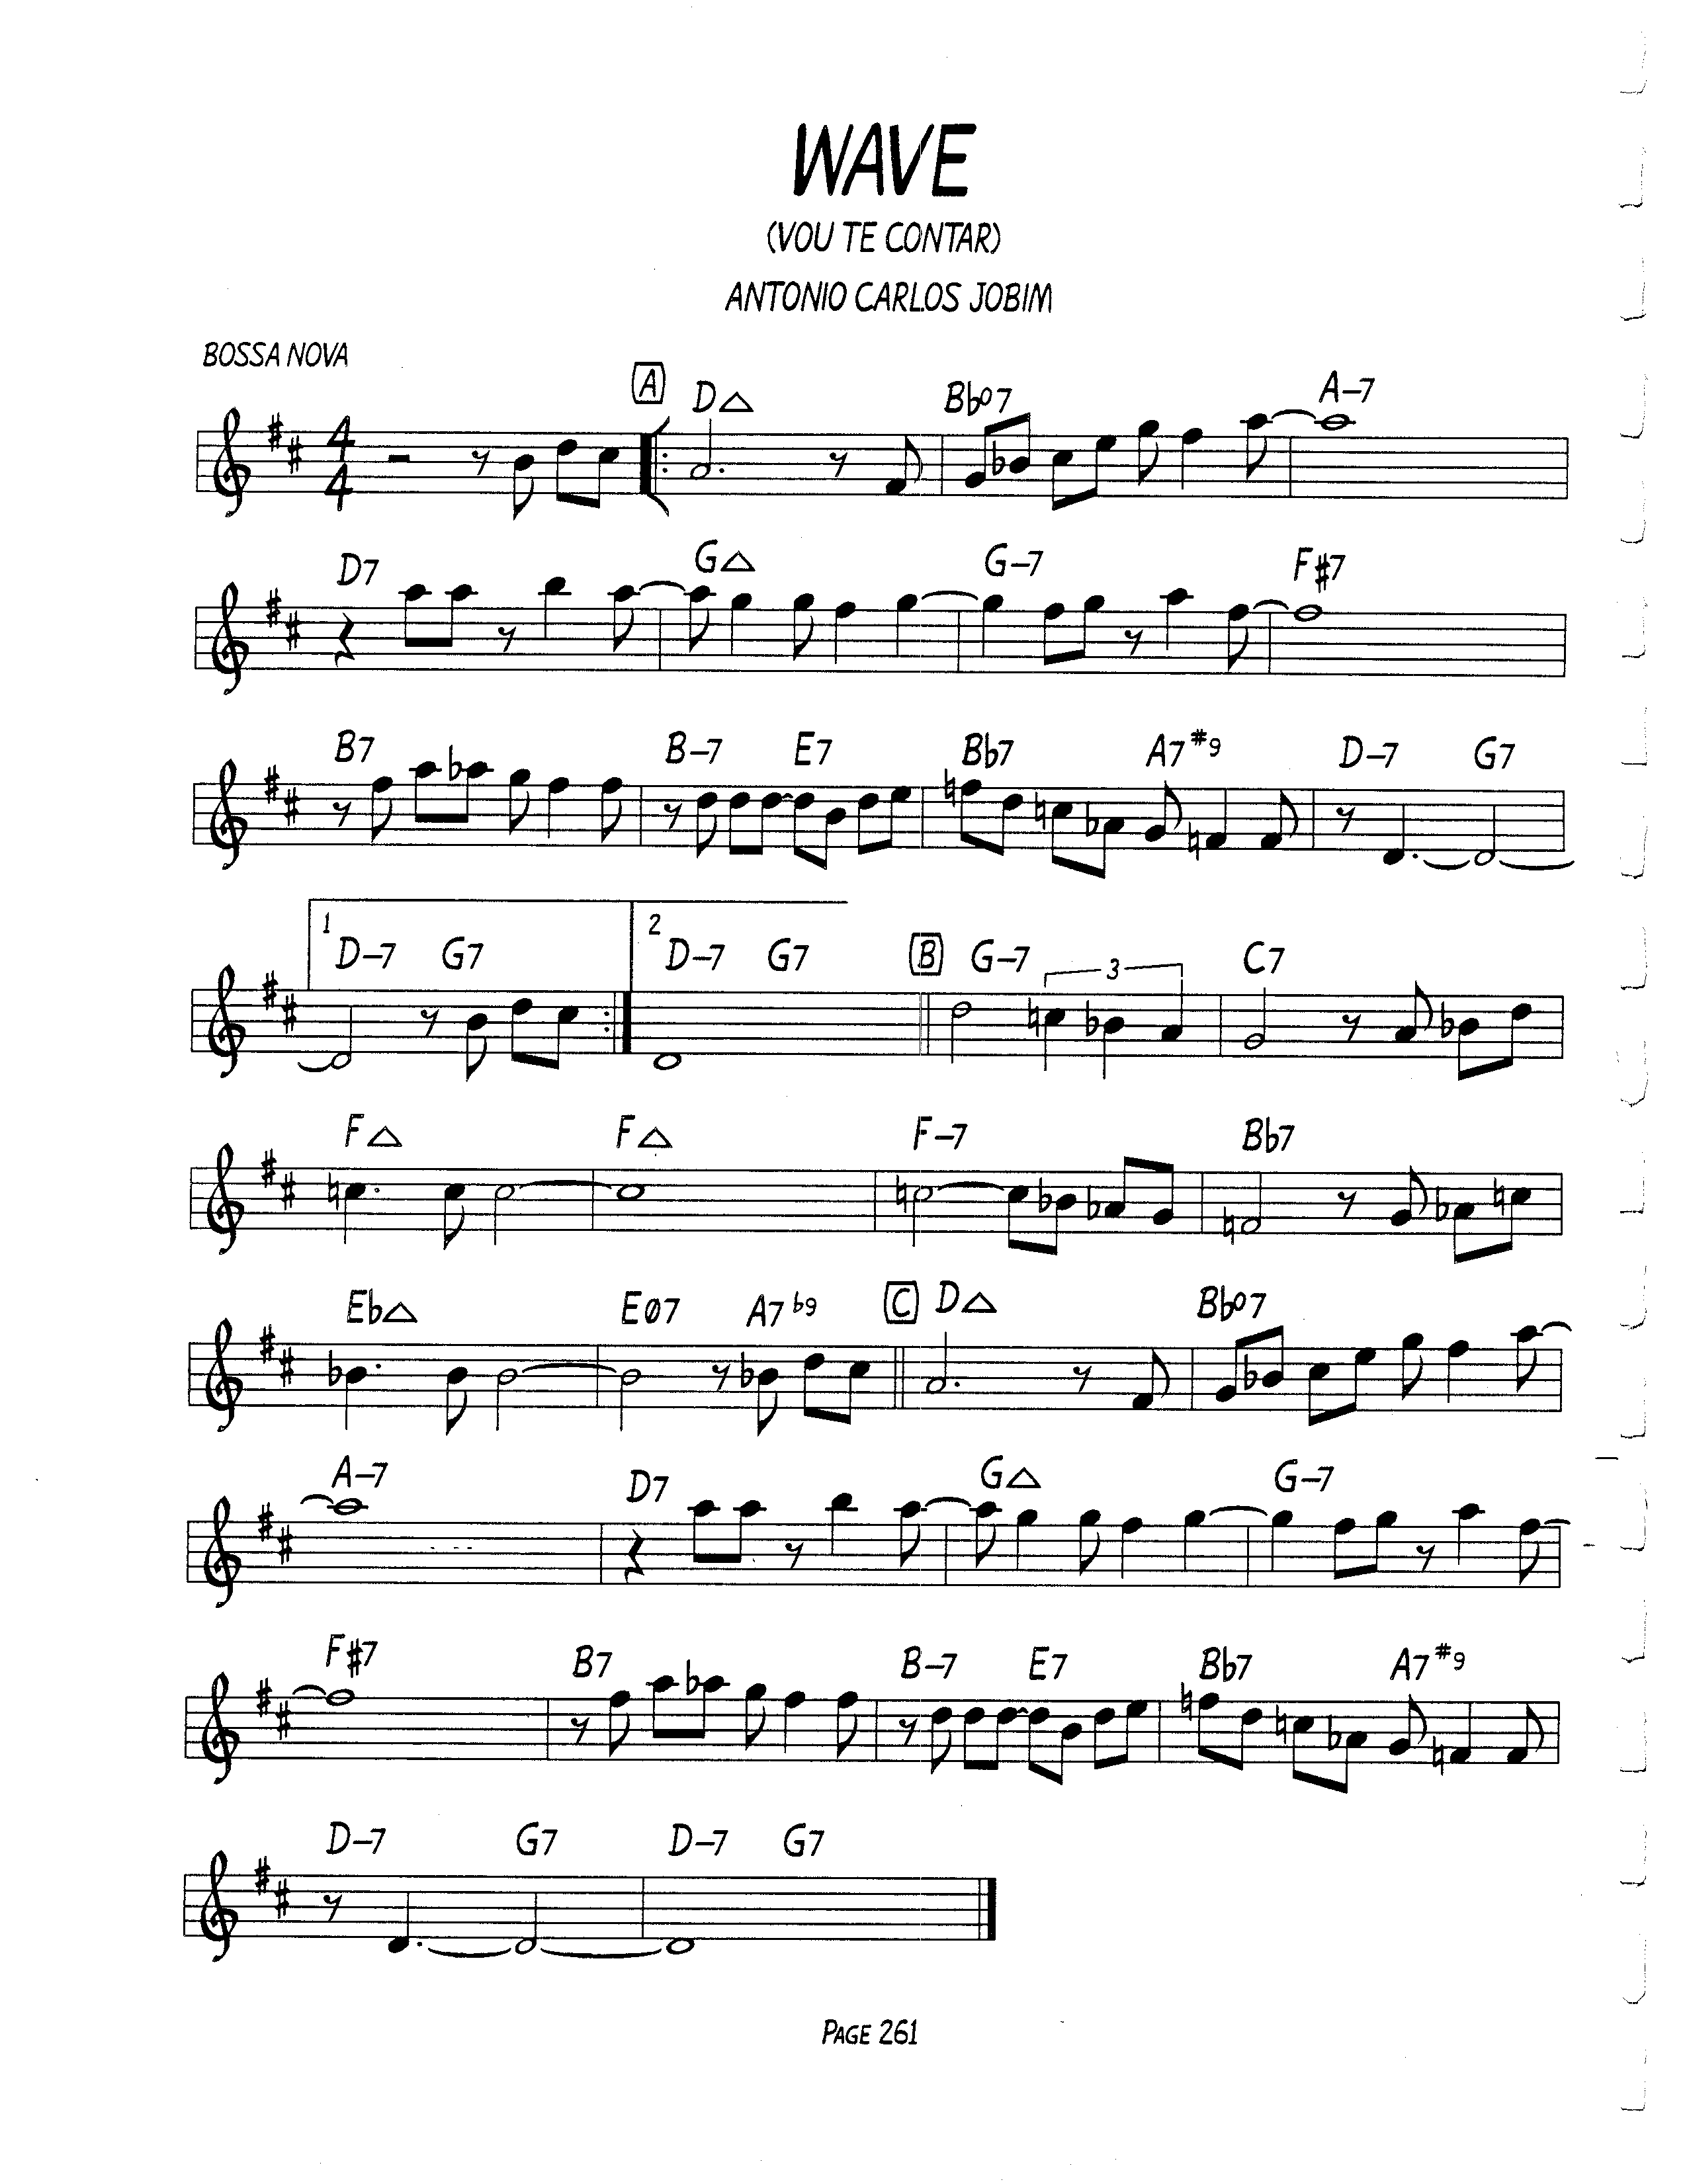 WAVE
(VOU TE CONTAR)
ANTONIO CARLOS JOBIM
BOSSA NOVA
A D△ Bb°7 A-7
4
4
D7 G△ G-7 F#7
B7 B-7 E7 Bb7 A7#9 D-7 G7
1 D-7 G7 2 D-7 G7 B G-7 3 C7
F△ F△ F-7 Bb7
Eb△ EØ7 A7b9 C D△ Bb°7
A-7 D7 G△ G-7
F#7 B7 B-7 E7 Bb7 A7#9
D-7 G7 D-7 G7
PAGE 261